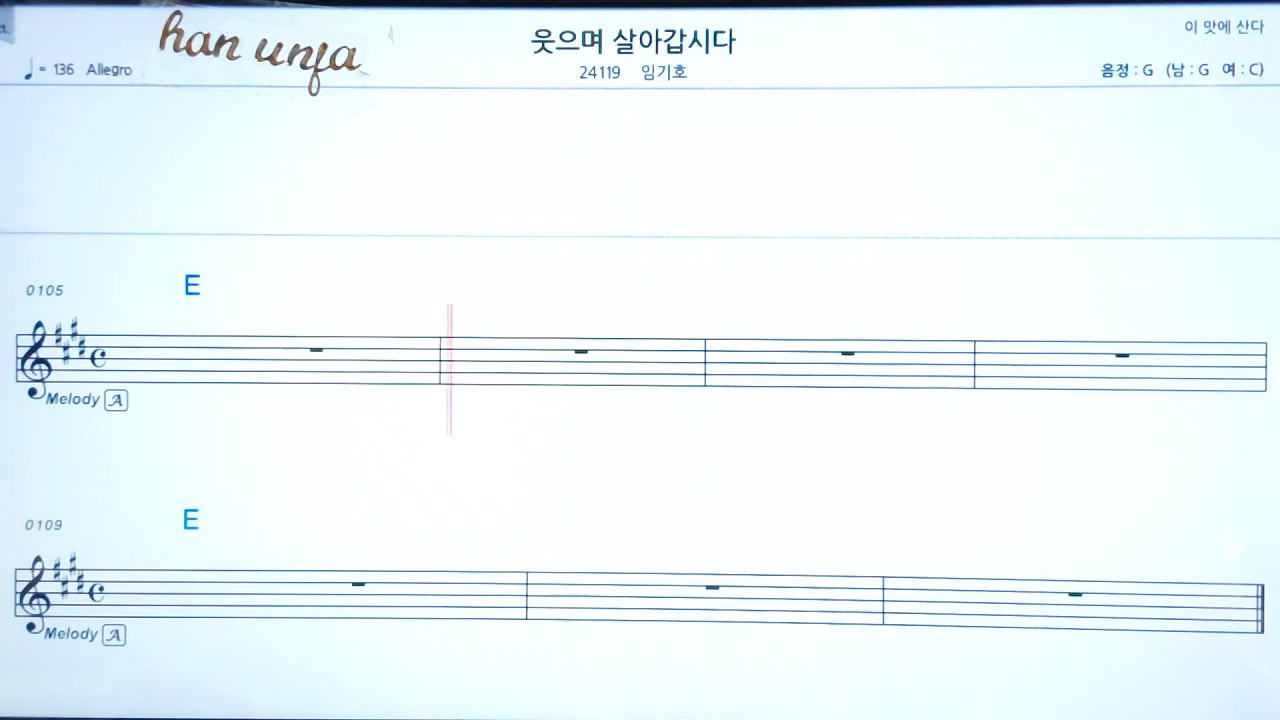 웃으며 살아갑시다
이 맛에 산다
♩= 136 Allegro
han unja
24119 임기호
음정 : G (남 : G 여 : C)
0105
E
Melody A
0109
E
Melody A